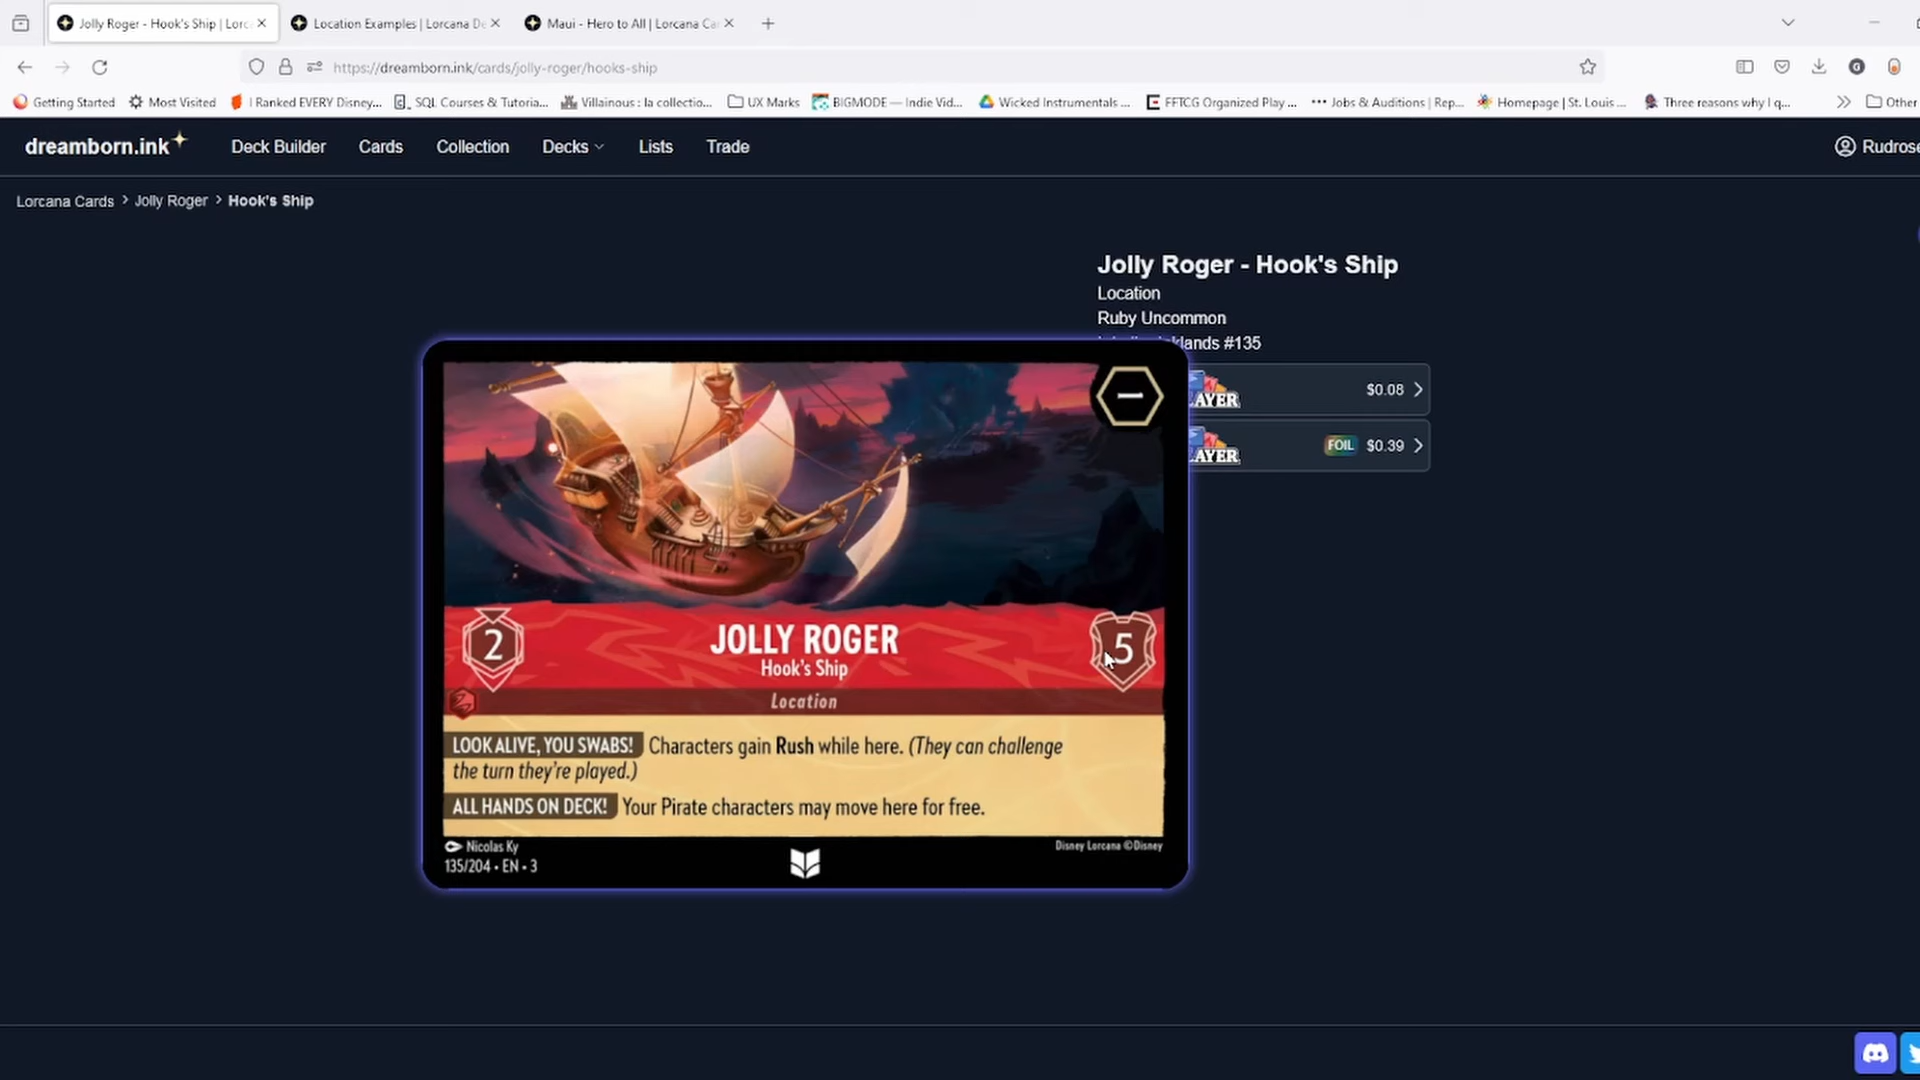 Jolly Roger - Hook's Ship | Lorc
Location Examples | Lorcana De
Maui - Hero to All | Lorcana Ca
https://dreamborn.ink/cards/jolly-roger/hooks-ship
Getting Started
Most Visited
I Ranked EVERY Disney...
SQL Courses & Tutoria...
Villainous : la collectio...
UX Marks
BIGMODE — Indie Vid...
Wicked Instrumentals ...
FFTCG Organized Play ...
Jobs & Auditions | Rep...
Homepage | St. Louis ...
Three reasons why I q...
Other
dreamborn.ink
Deck Builder
Cards
Collection
Decks
Lists
Trade
Rudrose
Lorcana Cards > Jolly Roger > Hook's Ship
Jolly Roger - Hook's Ship
Location
Ruby Uncommon
klands #135
LAYER
$0.08
LAYER
FOIL
$0.39
2
JOLLY ROGER
5
Hook's Ship
Location
LOOK ALIVE, YOU SWABS! Characters gain Rush while here. (They can challenge
the turn they're played.)
ALL HANDS ON DECK! Your Pirate characters may move here for free.
Nicolas Ky
Disney Lorcana ©Disney
135/204 • EN • 3